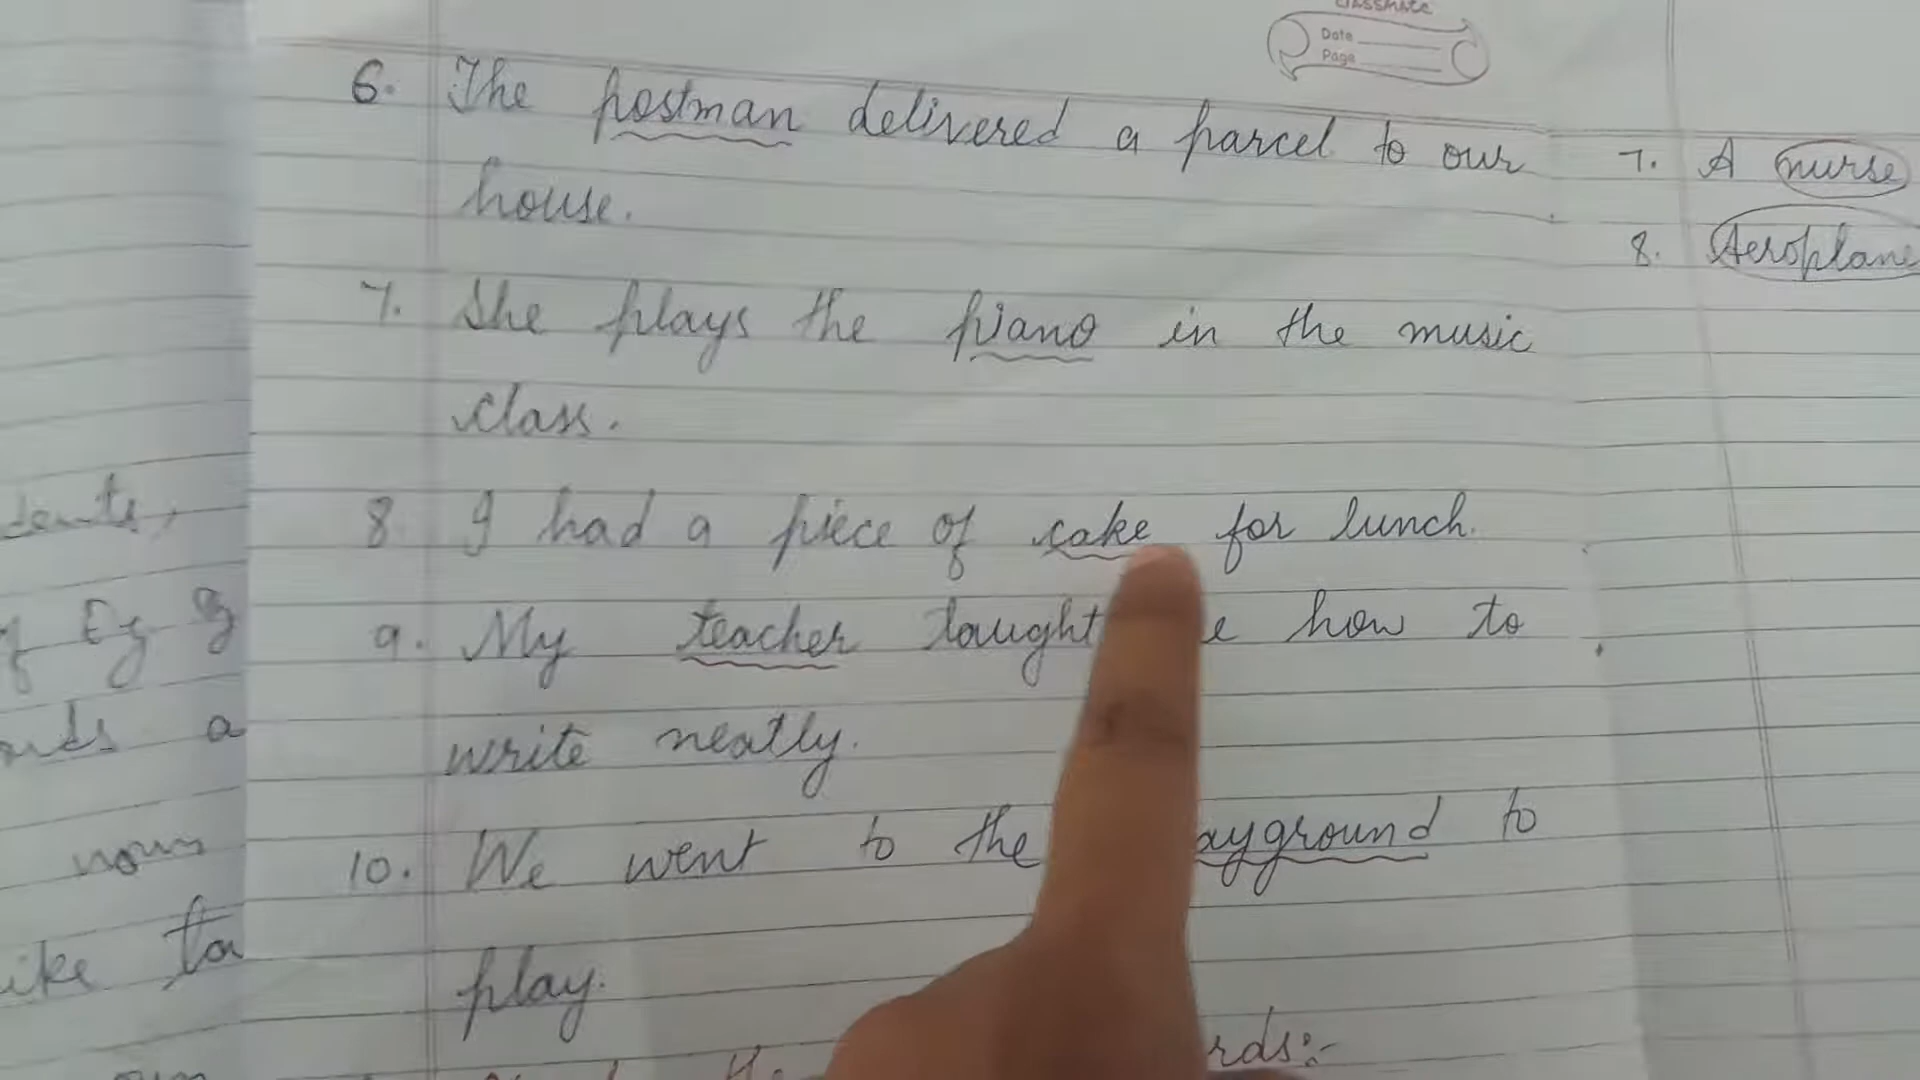 classmate
Date
Page
6. The postman delivered a parcel to our
house.
7. She plays the piano in the music
class.
8. I had a piece of cake for lunch.
9. My teacher taught how to
write neatly.
10. We went to the to
play.
7. A nurse
8. Aeroplane
a
nouns